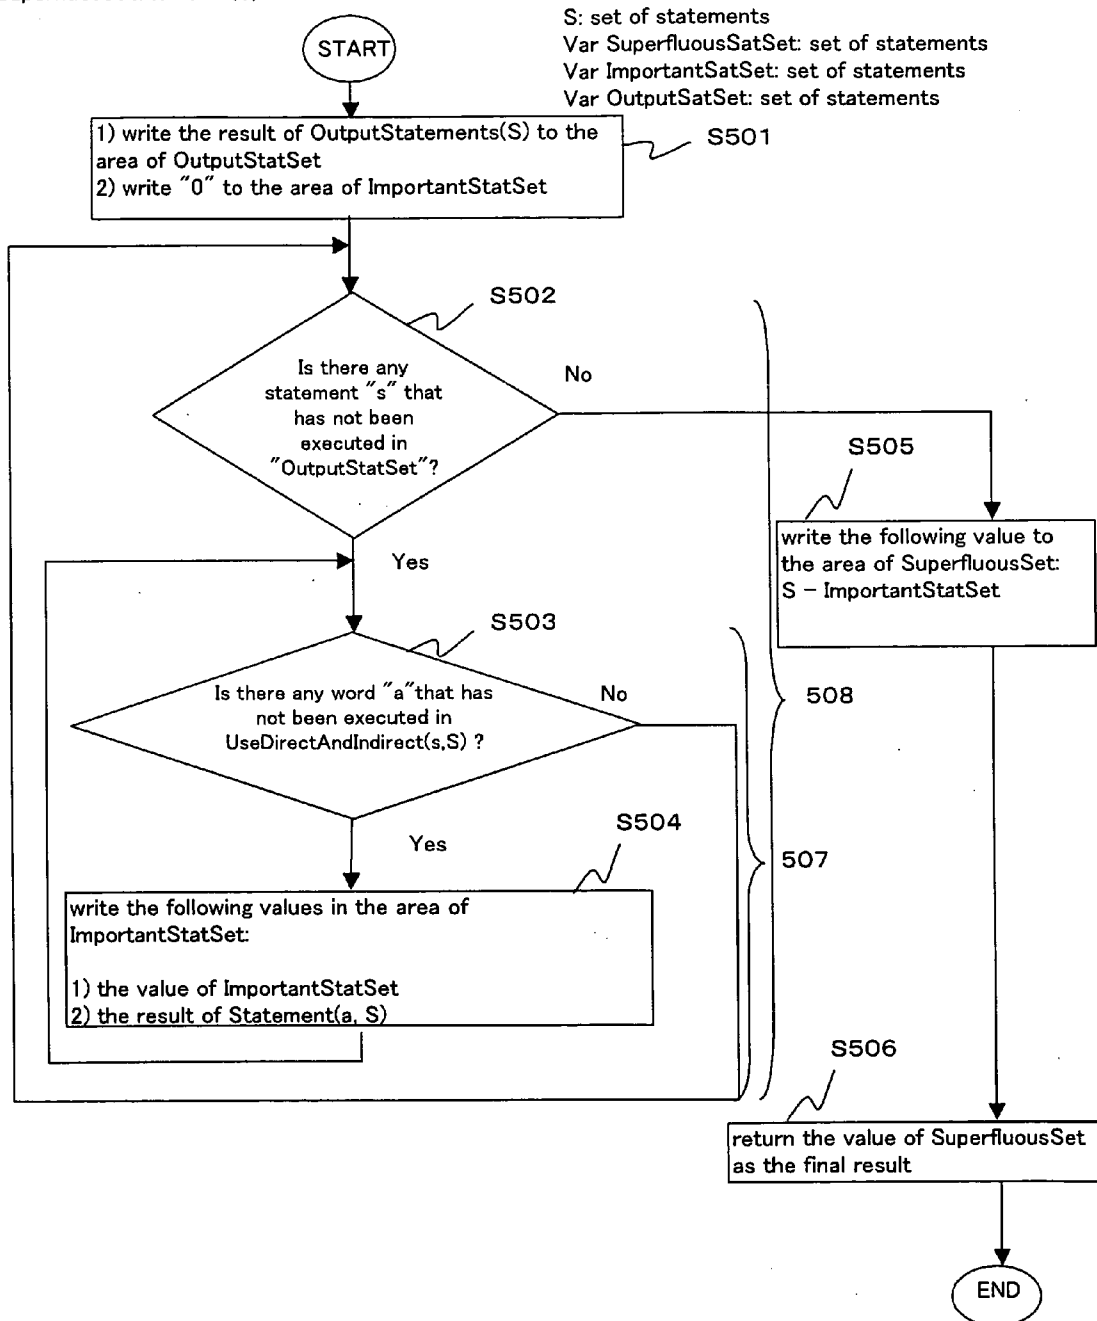 S: set of statements
Var SuperfluousSatSet: set of statements
Var ImportantSatSet: set of statements
Var OutputSatSet: set of statements
START
1) write the result of OutputStatements(S) to the
area of OutputStatSet
2) write "0" to the area of ImportantStatSet
S501
S502
Is there any
statement "s" that
has not been
executed in
"OutputStatSet"?
No
Yes
S505
write the following value to
the area of SuperfluousSet:
S - ImportantStatSet
S503
Is there any word "a"that has
not been executed in
UseDirectAndIndirect(s,S) ?
No
508
Yes
S504
507
write the following values in the area of
ImportantStatSet:
1) the value of ImportantStatSet
2) the result of Statement(a, S)
S506
return the value of SuperfluousSet
as the final result
END